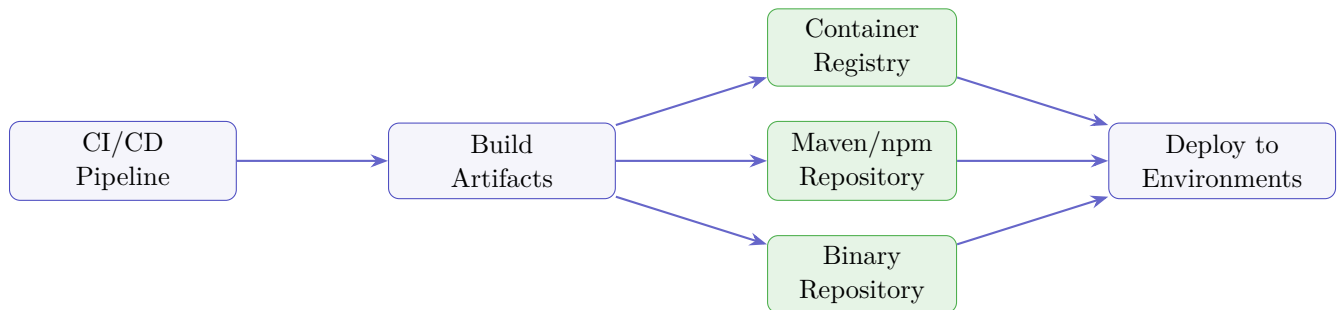 CI/CD
Pipeline
Build
Artifacts
Container
Registry
Maven/npm
Repository
Binary
Repository
Deploy to
Environments